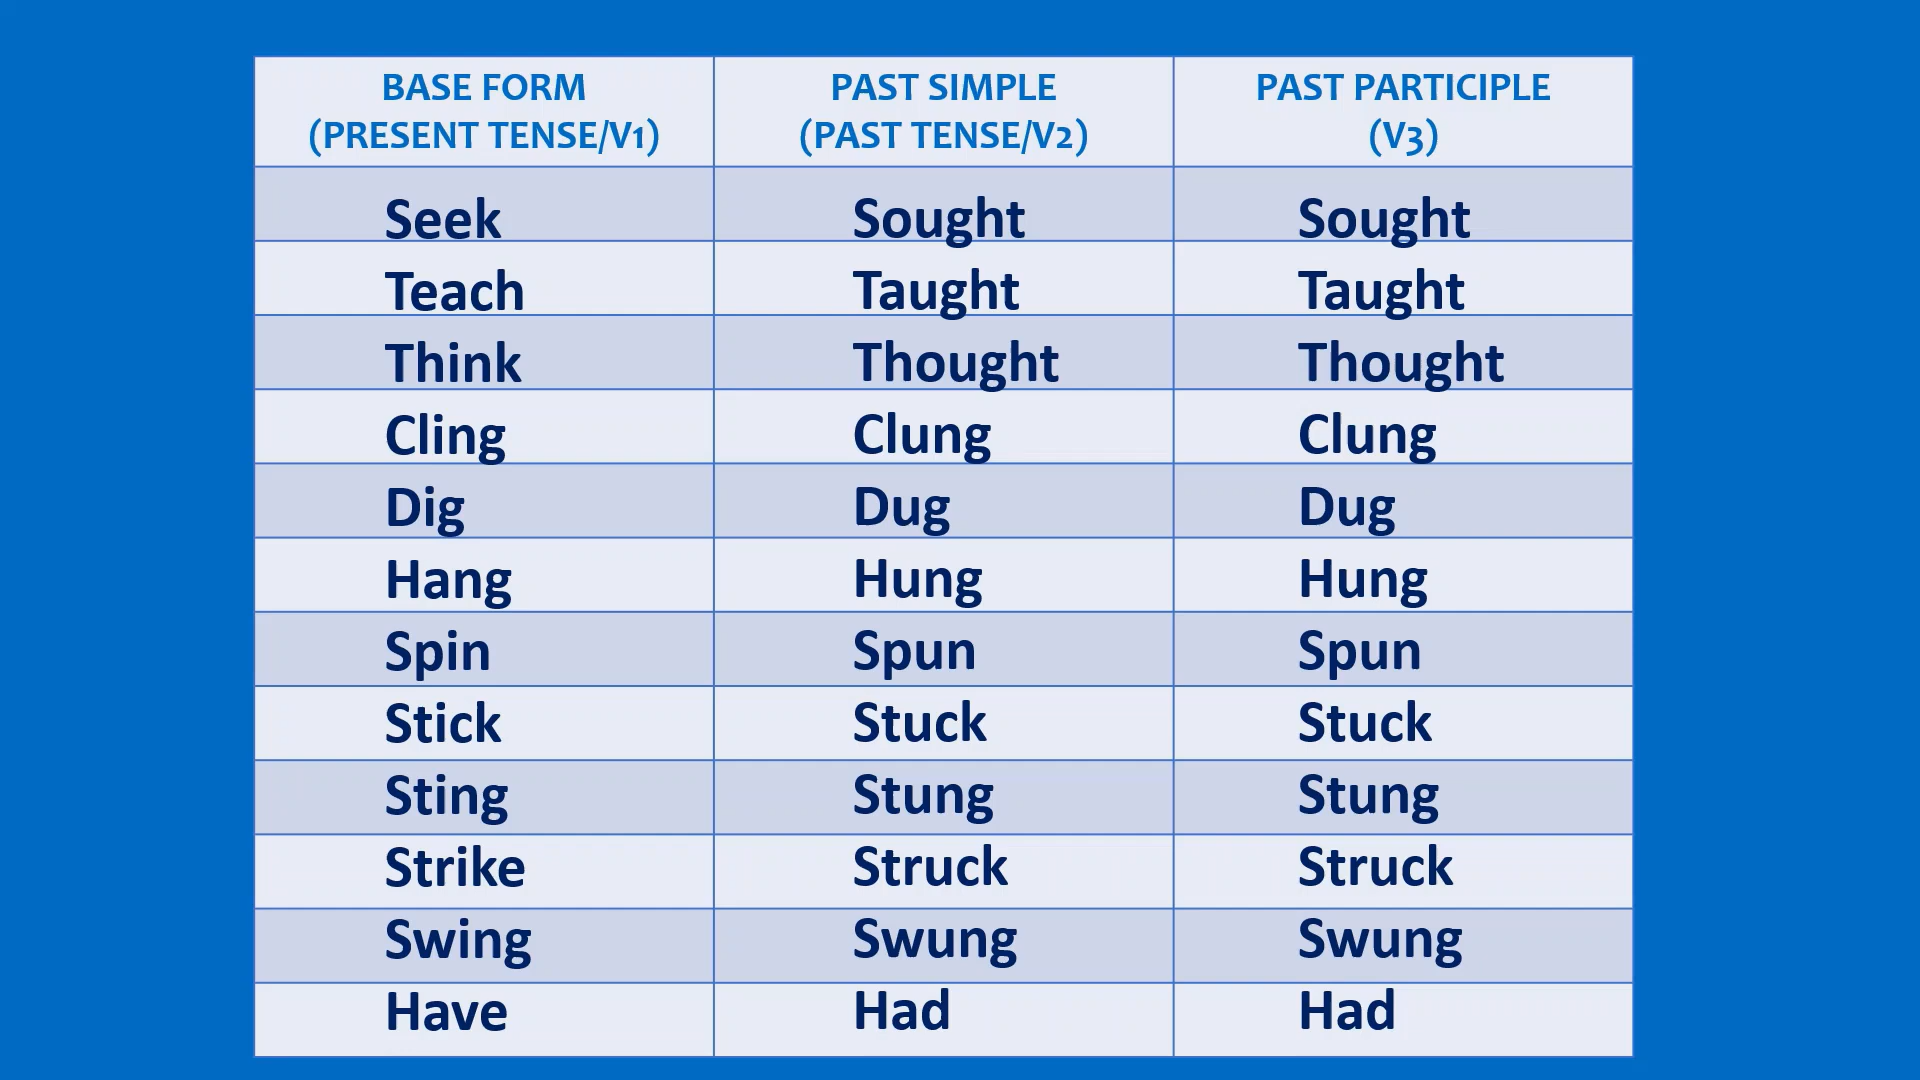 BASE FORM
(PRESENT TENSE/V1)
PAST SIMPLE
(PAST TENSE/V2)
PAST PARTICIPLE
(V3)
Seek Sought Sought
Teach Taught Taught
Think Thought Thought
Cling Clung Clung
Dig Dug Dug
Hang Hung Hung
Spin Spun Spun
Stick Stuck Stuck
Sting Stung Stung
Strike Struck Struck
Swing Swung Swung
Have Had Had